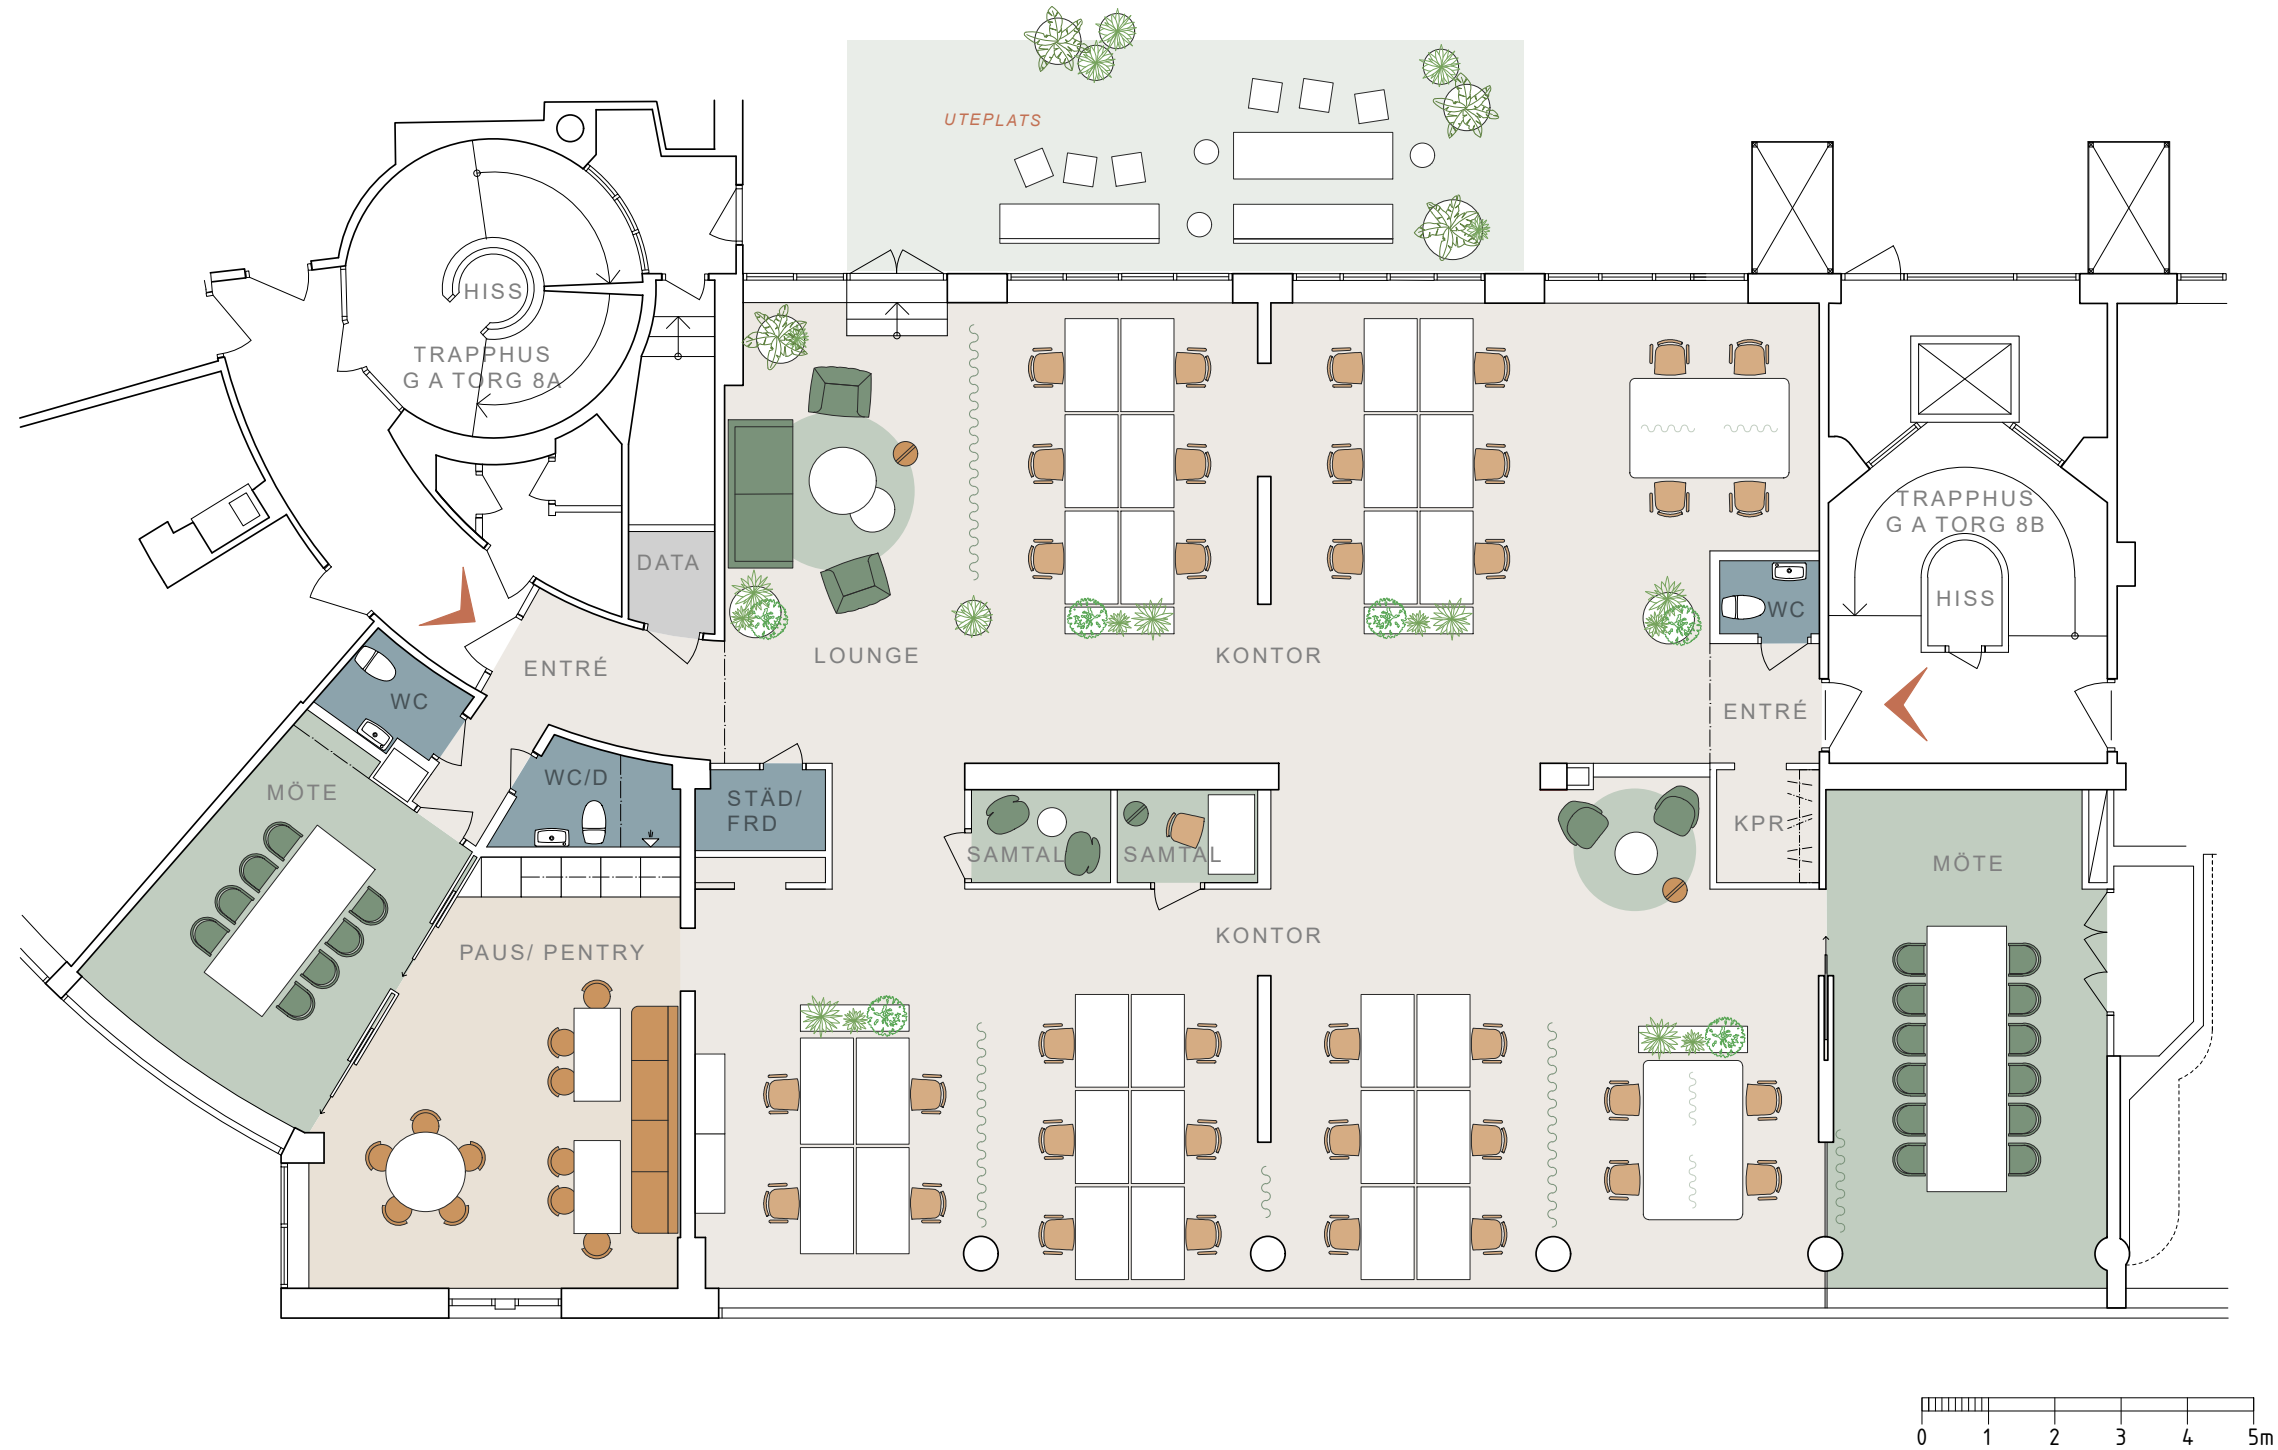 UTEPLATS
HISS
TRAPPHUS
G A TORG 8A
TRAPPHUS
G A TORG 8B
DATA
HISS
WC
LOUNGE
KONTOR
ENTRÉ
WC
ENTRÉ
WC/D
MÖTE
STÄD/
FRD
KPR
SAMTAL
SAMTAL
MÖTE
KONTOR
PAUS/ PENTRY
0 1 2 3 4 5m